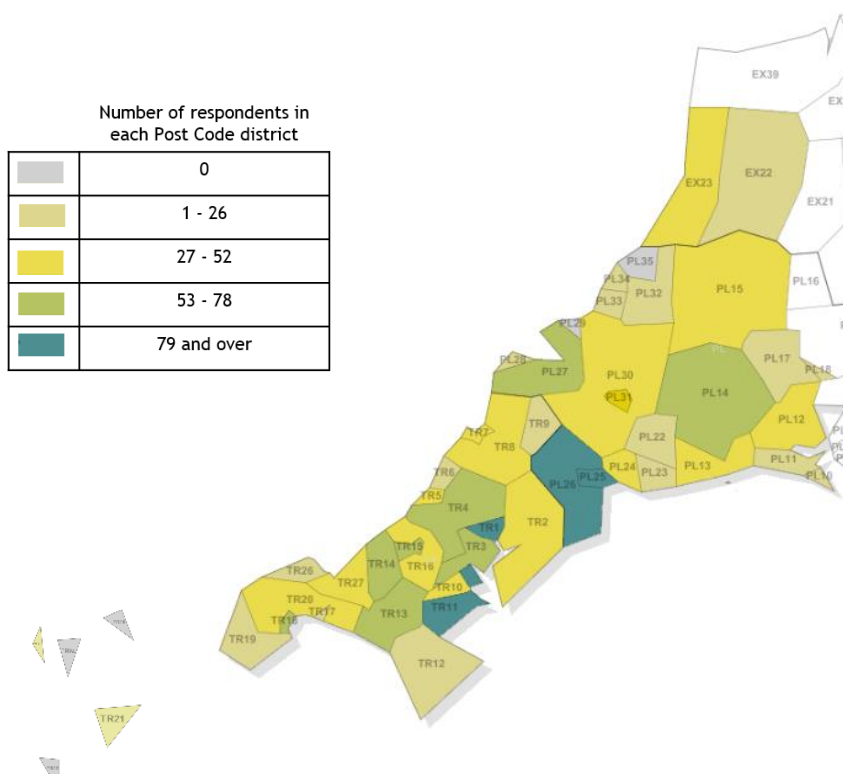 Number of respondents in
each Post Code district
0
1 - 26
27 - 52
53 - 78
79 and over
EX39
EX
EX23
EX22
EX21
PL35
PL34
PL33
PL32
PL15
PL16
PL29
PL28
PL27
PL30
PL31
PL
PL14
PL17
PL18
PL12
PL22
PL24
PL23
PL13
PL11
PL10
TR7
TR8
TR9
PL26
PL25
TR6
TR5
TR4
TR1
TR2
TR3
TR15
TR14
TR16
TR10
TR11
TR26
TR27
TR20
TR17
TR18
TR13
TR19
TR12
TR21